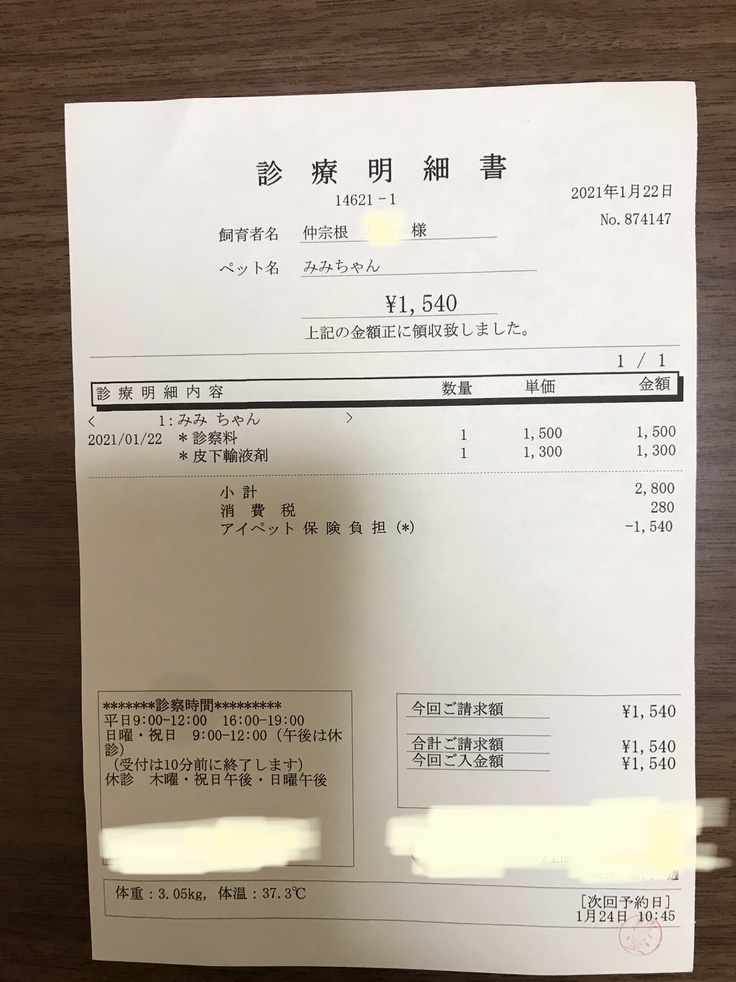 診療明細書
14621-1
2021年1月22日
No.874147
飼育者名 仲宗根 様
ペット名 みみちゃん
¥1,540
上記の金額正に領収致しました。
1 / 1
診療明細内容 数量 単価 金額
< 1:みみ ちゃん >
2021/01/22 *診察料 1 1,500 1,500
*皮下輸液剤 1 1,300 1,300
小計 2,800
消費税 280
アイペット保険負担(*) -1,540
*******診察時間*********
平日9:00-12:00 16:00-19:00
日曜・祝日 9:00-12:00(午後は休
診)
(受付は10分前に終了します)
休診 木曜・祝日午後・日曜午後
今回ご請求額 ¥1,540
合計ご請求額 ¥1,540
今回ご入金額 ¥1,540
体重:3.05kg, 体温:37.3℃
[次回予約日]
1月24日 10:45